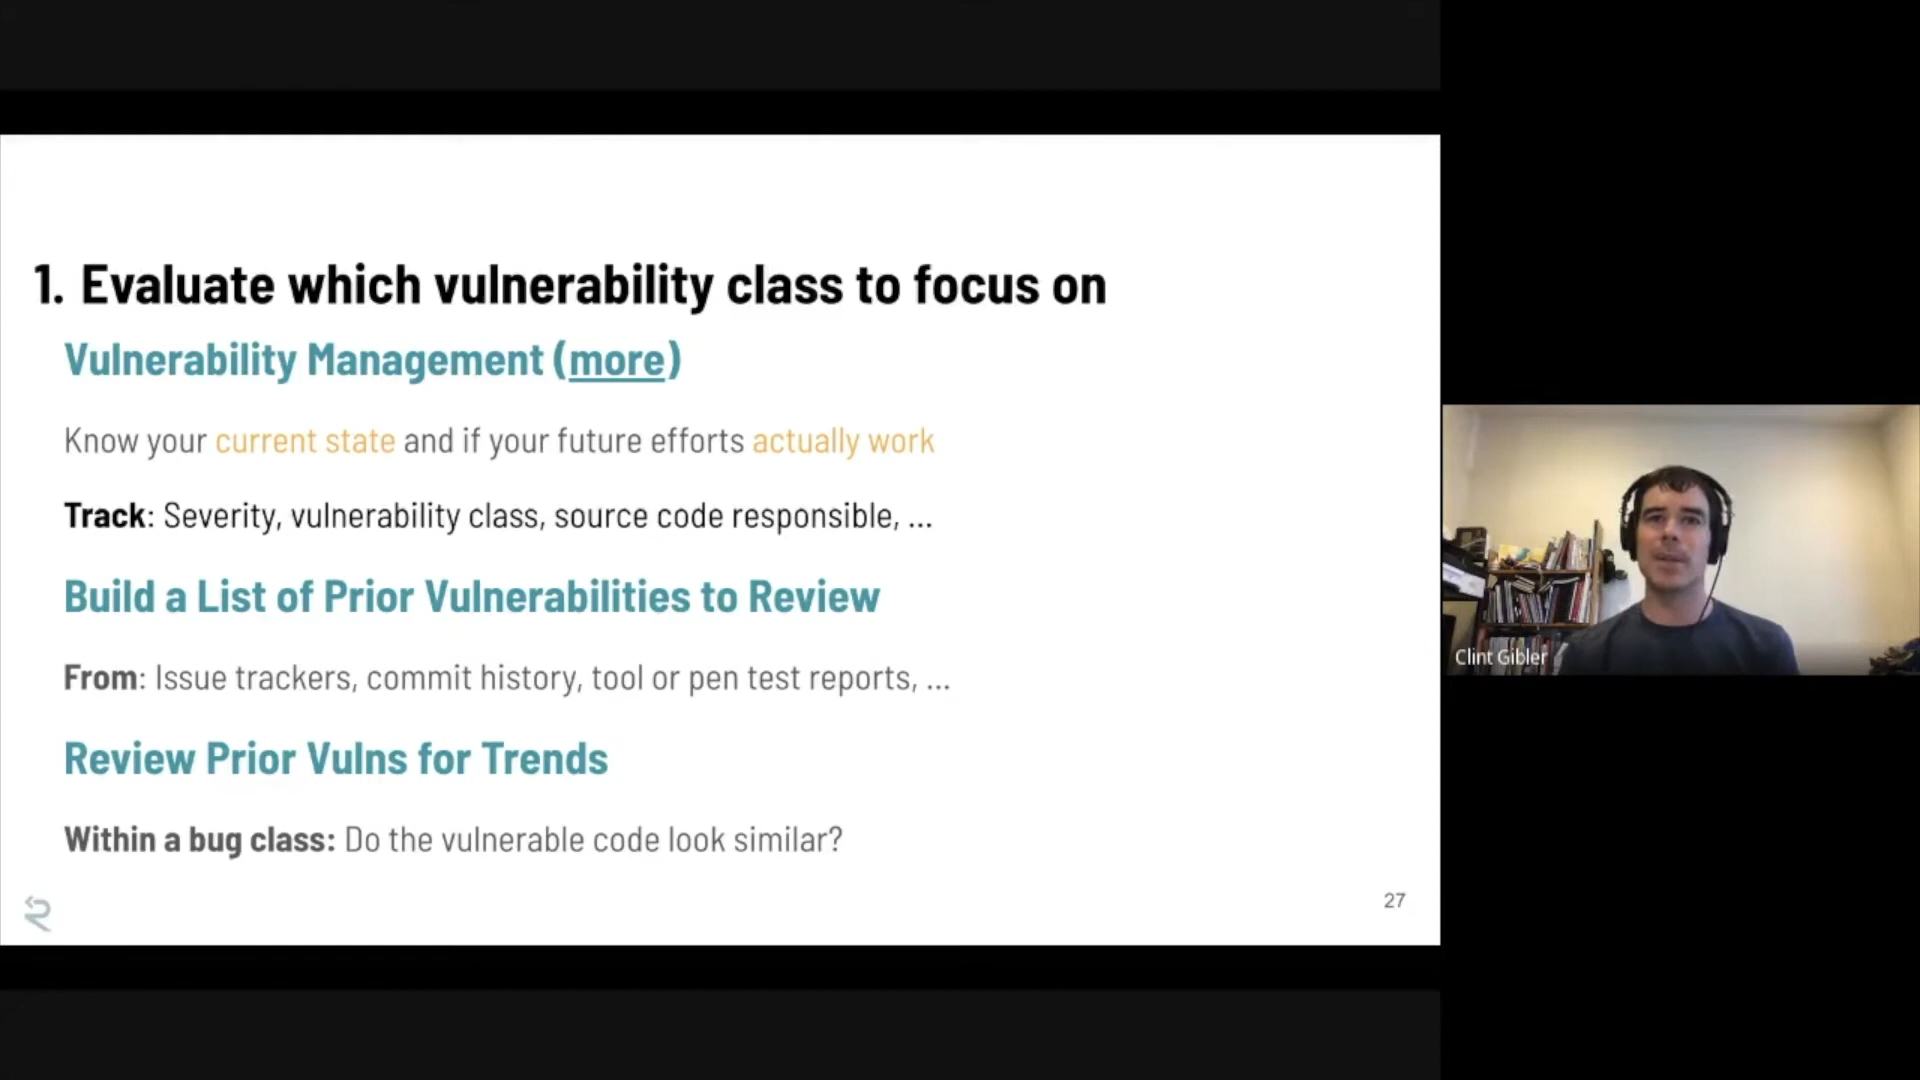 1. Evaluate which vulnerability class to focus on
Vulnerability Management (more)
Know your current state and if your future efforts actually work
Track: Severity, vulnerability class, source code responsible, ...
Build a List of Prior Vulnerabilities to Review
From: Issue trackers, commit history, tool or pen test reports, ...
Review Prior Vulns for Trends
Within a bug class: Do the vulnerable code look similar?
27
Clint Gibler